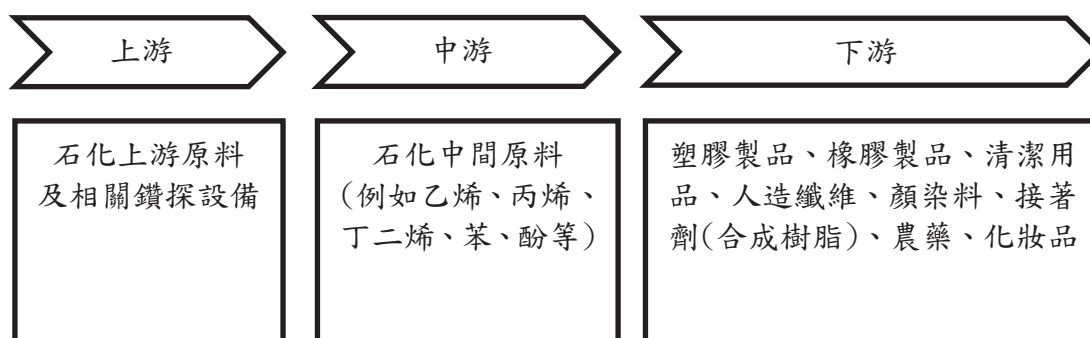 上游
中游
下游
石化上游原料
及相關鑽探設備
石化中間原料
(例如乙烯、丙烯、
丁二烯、苯、酚等)
塑膠製品、橡膠製品、清潔用
品、人造纖維、顏染料、接著
劑(合成樹脂)、農藥、化妝品